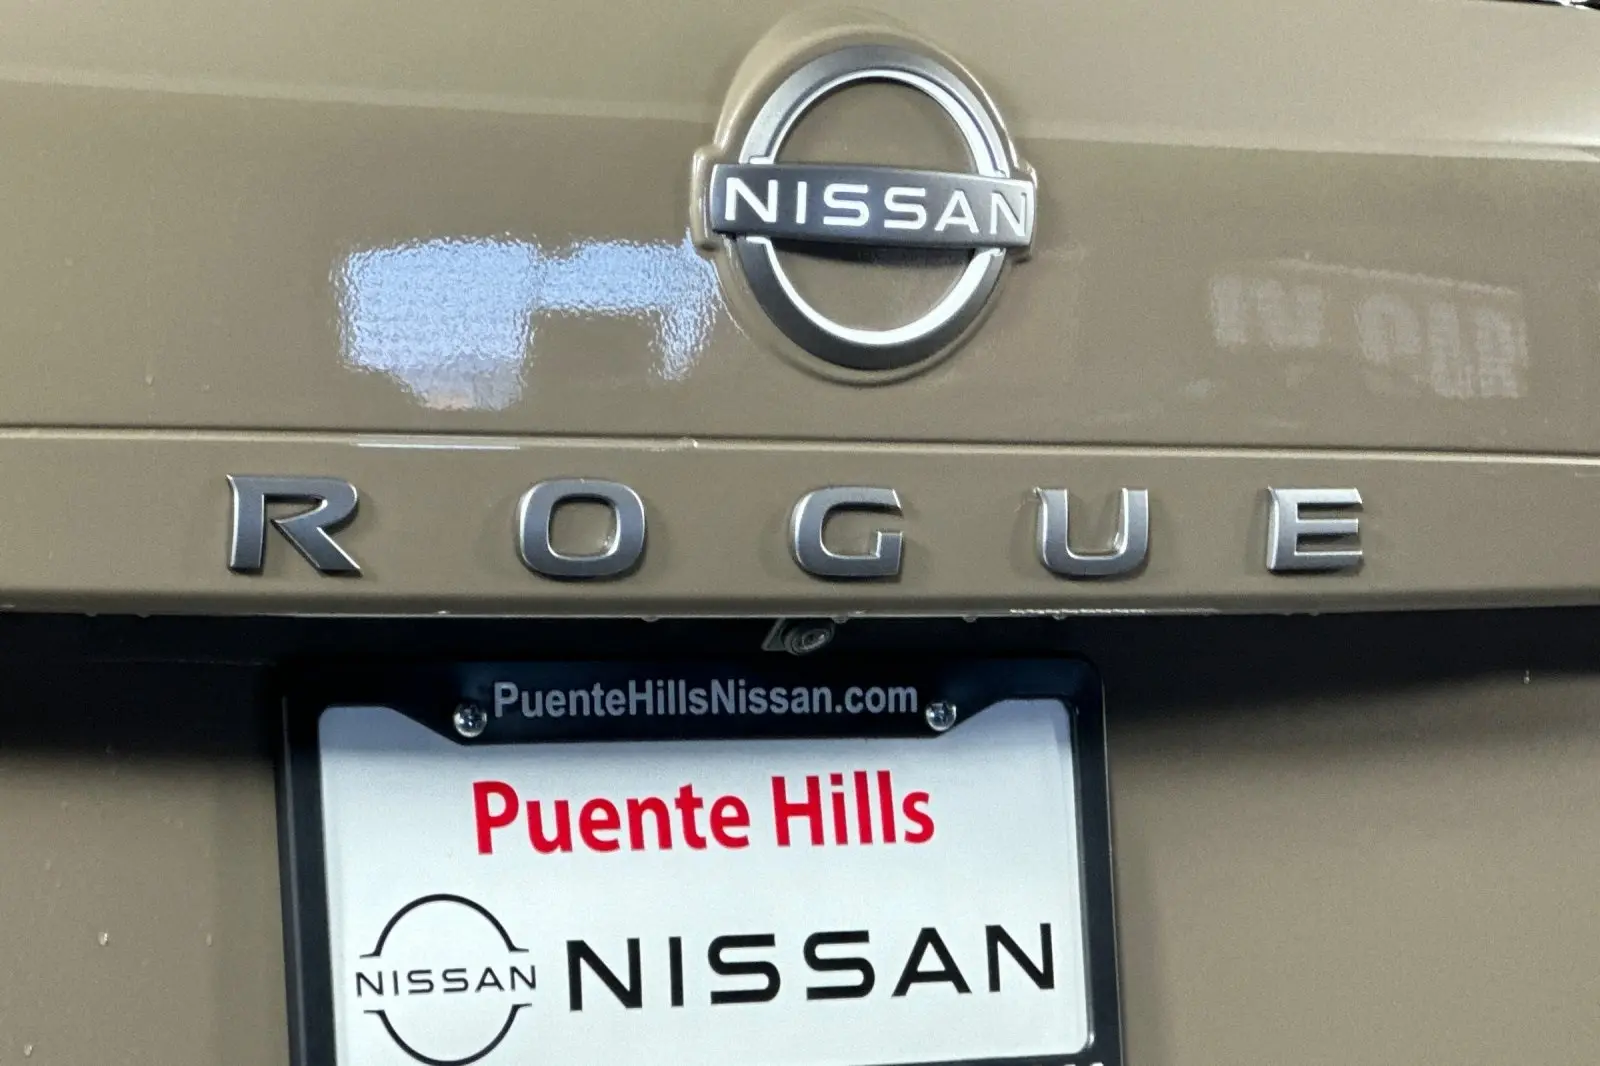 NISSAN
ROGUE
PuenteHillsNissan.com
Puente Hills
NISSAN NISSAN